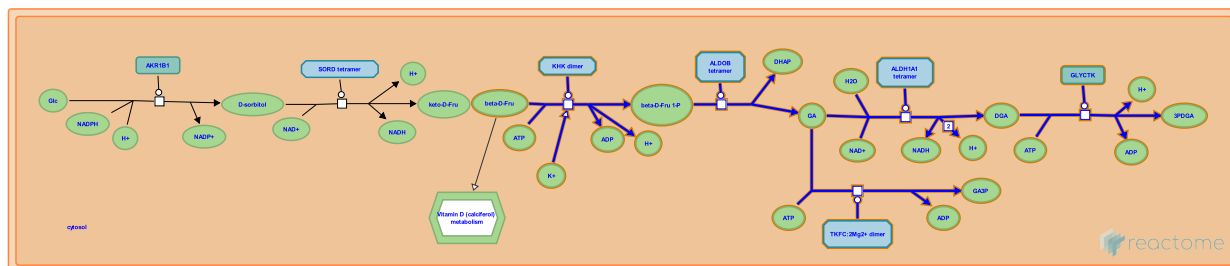 AKR1B1
SORD tetramer
KHK dimer
ALDOB
tetramer
DHAP
ALDH1A1
tetramer
GLYCTK
H2O
H+
H+
Glc
NADPH
H+
NADP+
D-sorbitol
NAD+
NADH
keto-D-Fru
beta-D-Fru
ATP
K+
ADP
H+
beta-D-Fru 1-P
GA
NAD+
NADH
2
H+
DGA
ATP
ADP
3PDGA
Vitamin D (calciferol)
metabolism
ATP
TKFC:2Mg2+ dimer
ADP
GA3P
cytosol
reactome